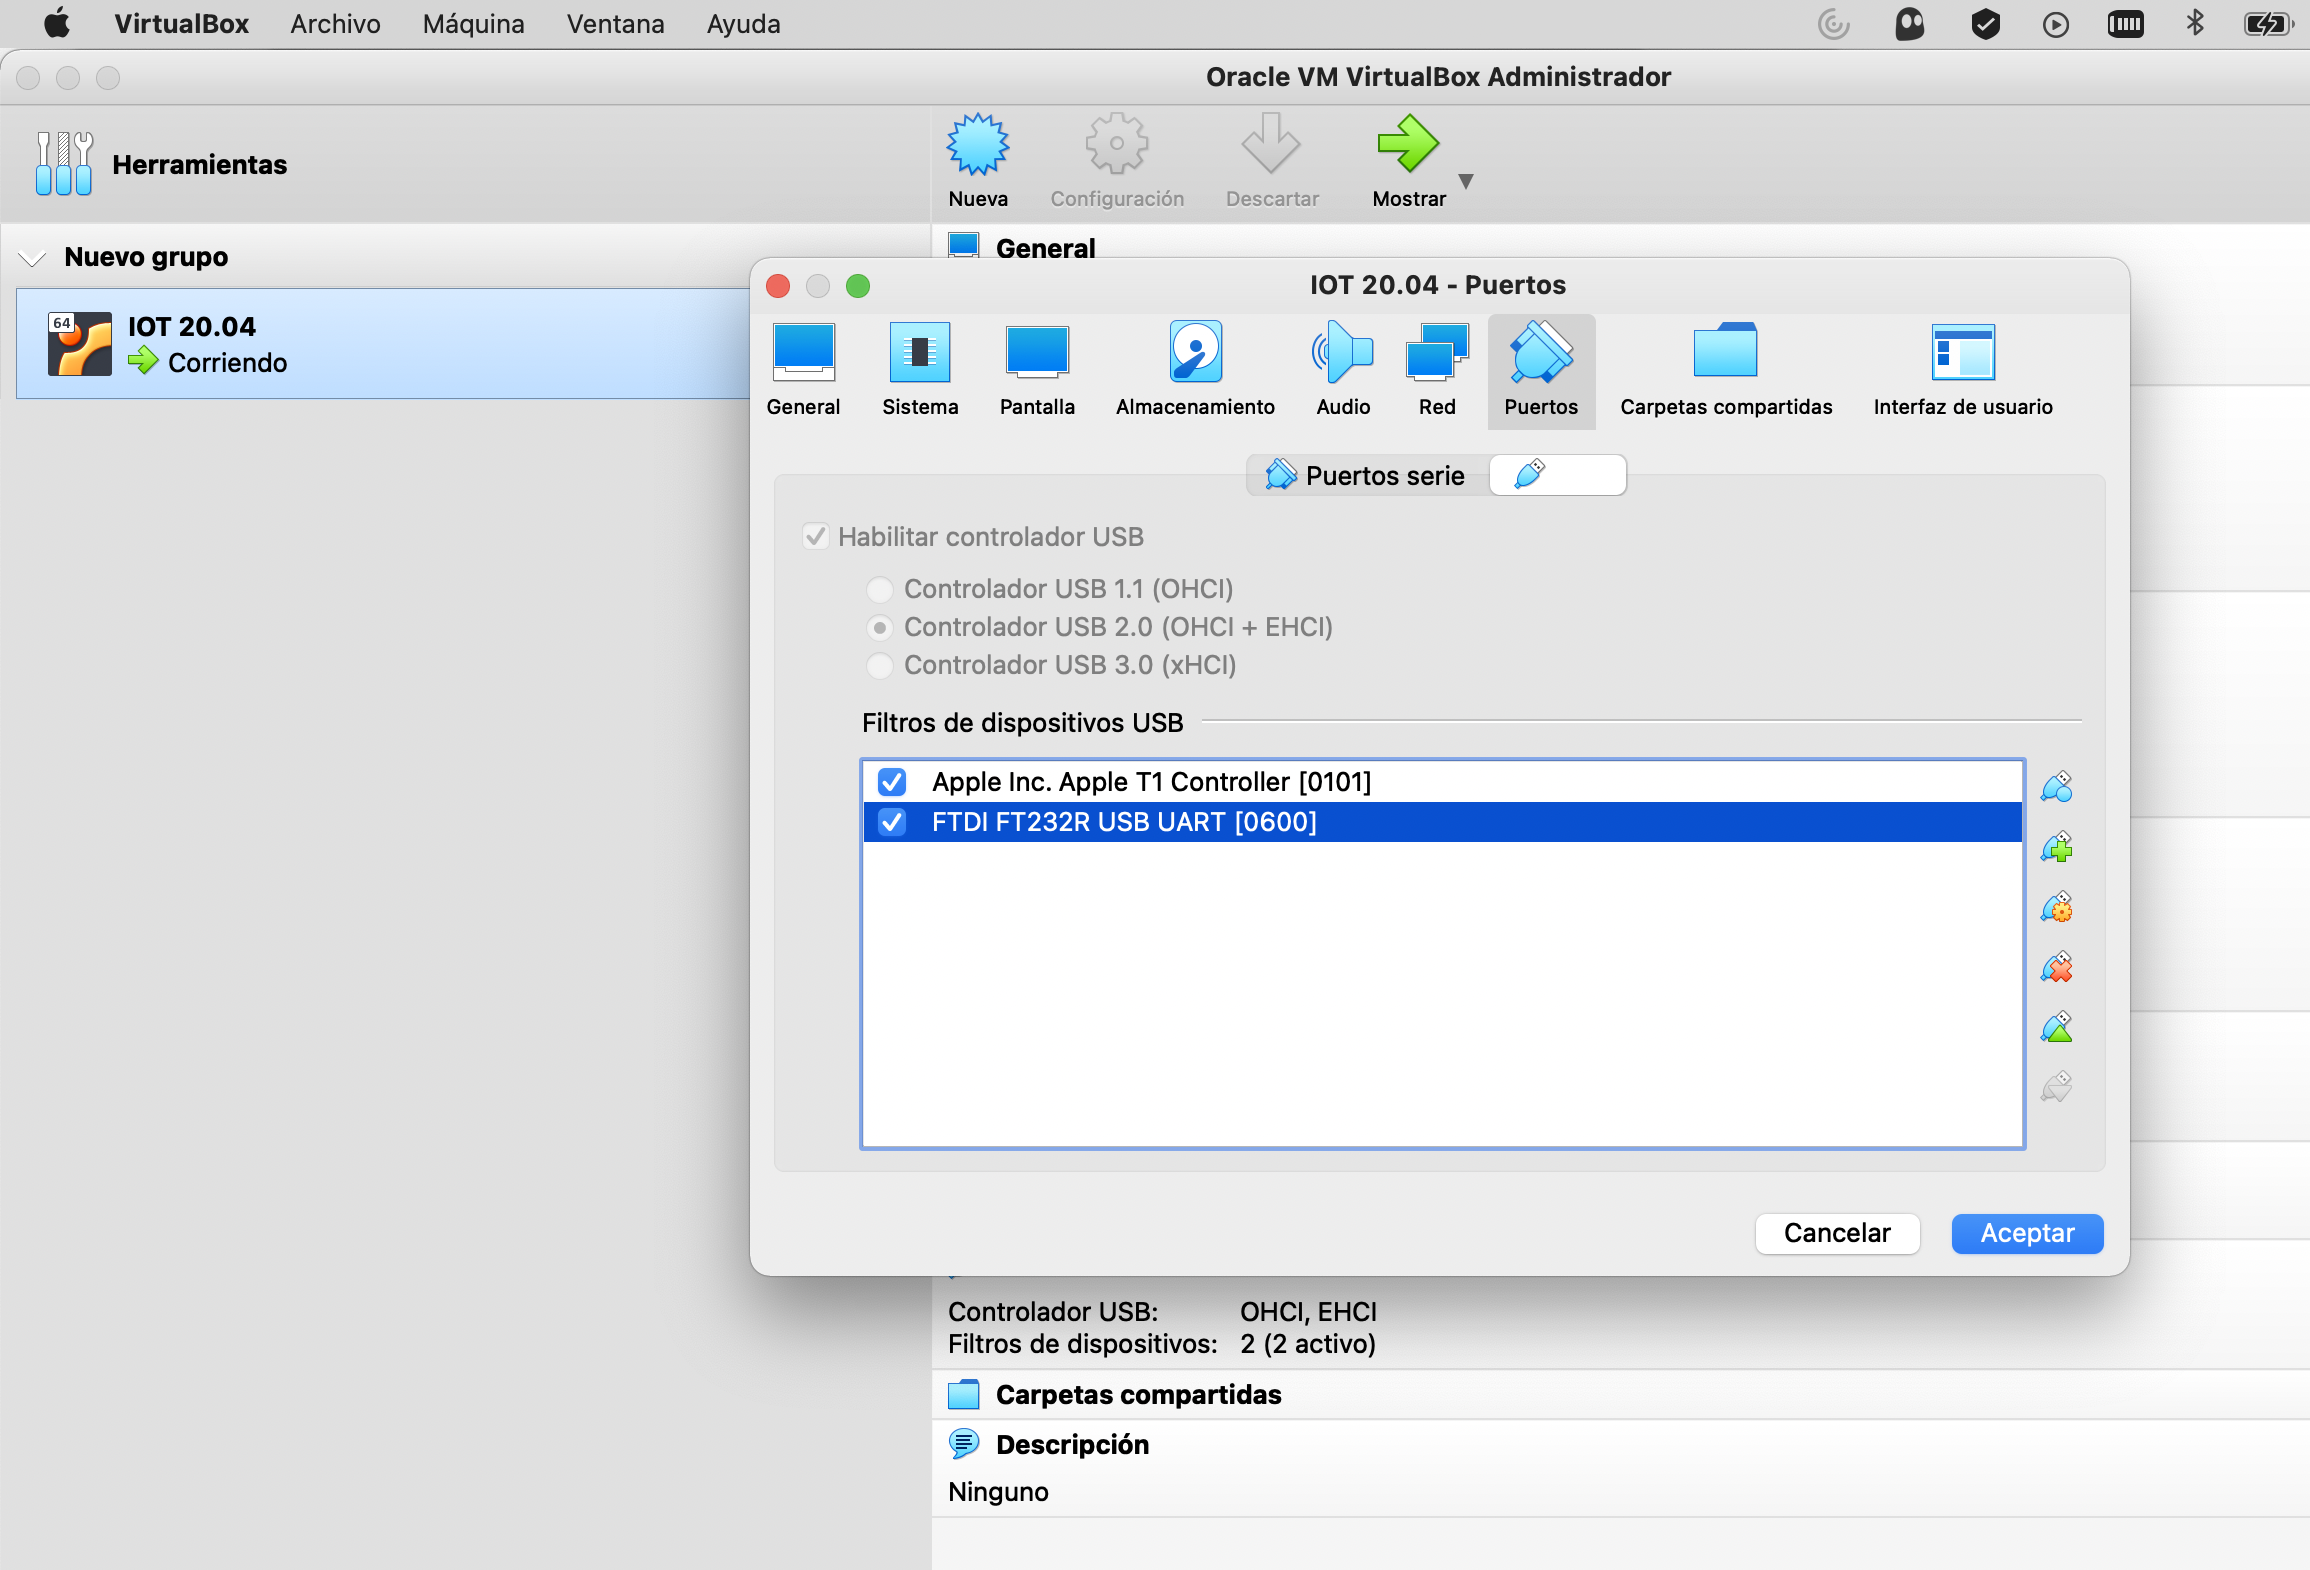 VirtualBox Archivo Máquina Ventana Ayuda
Oracle VM VirtualBox Administrador
Herramientas
Nueva Configuración Descartar Mostrar
Nuevo grupo
64 IOT 20.04
Corriendo
General
IOT 20.04 - Puertos
General Sistema Pantalla Almacenamiento Audio Red Puertos Carpetas compartidas Interfaz de usuario
Puertos serie
Habilitar controlador USB
Controlador USB 1.1 (OHCI)
Controlador USB 2.0 (OHCI + EHCI)
Controlador USB 3.0 (xHCI)
Filtros de dispositivos USB
Apple Inc. Apple T1 Controller [0101]
FTDI FT232R USB UART [0600]
Cancelar Aceptar
Controlador USB: OHCI, EHCI
Filtros de dispositivos: 2 (2 activo)
Carpetas compartidas
Descripción
Ninguno